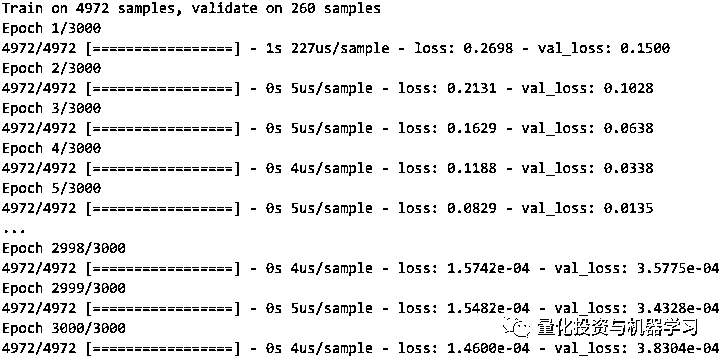 Train on 4972 samples, validate on 260 samples
Epoch 1/3000
4972/4972 [==================] - 1s 227us/sample - loss: 0.2698 - val_loss: 0.1500
Epoch 2/3000
4972/4972 [==================] - 0s 5us/sample - loss: 0.2131 - val_loss: 0.1028
Epoch 3/3000
4972/4972 [==================] - 0s 5us/sample - loss: 0.1629 - val_loss: 0.0638
Epoch 4/3000
4972/4972 [==================] - 0s 4us/sample - loss: 0.1188 - val_loss: 0.0338
Epoch 5/3000
4972/4972 [==================] - 0s 5us/sample - loss: 0.0829 - val_loss: 0.0135
...
Epoch 2998/3000
4972/4972 [==================] - 0s 4us/sample - loss: 1.5742e-04 - val_loss: 3.5775e-04
Epoch 2999/3000
4972/4972 [==================] - 0s 5us/sample - loss: 1.5482e-04 - val_loss: 3.4328e-04
Epoch 3000/3000
量化投资与机器学习
4972/4972 [==================] - 0s 4us/sample - loss: 1.4600e-04 - val_loss: 3.8304e-04